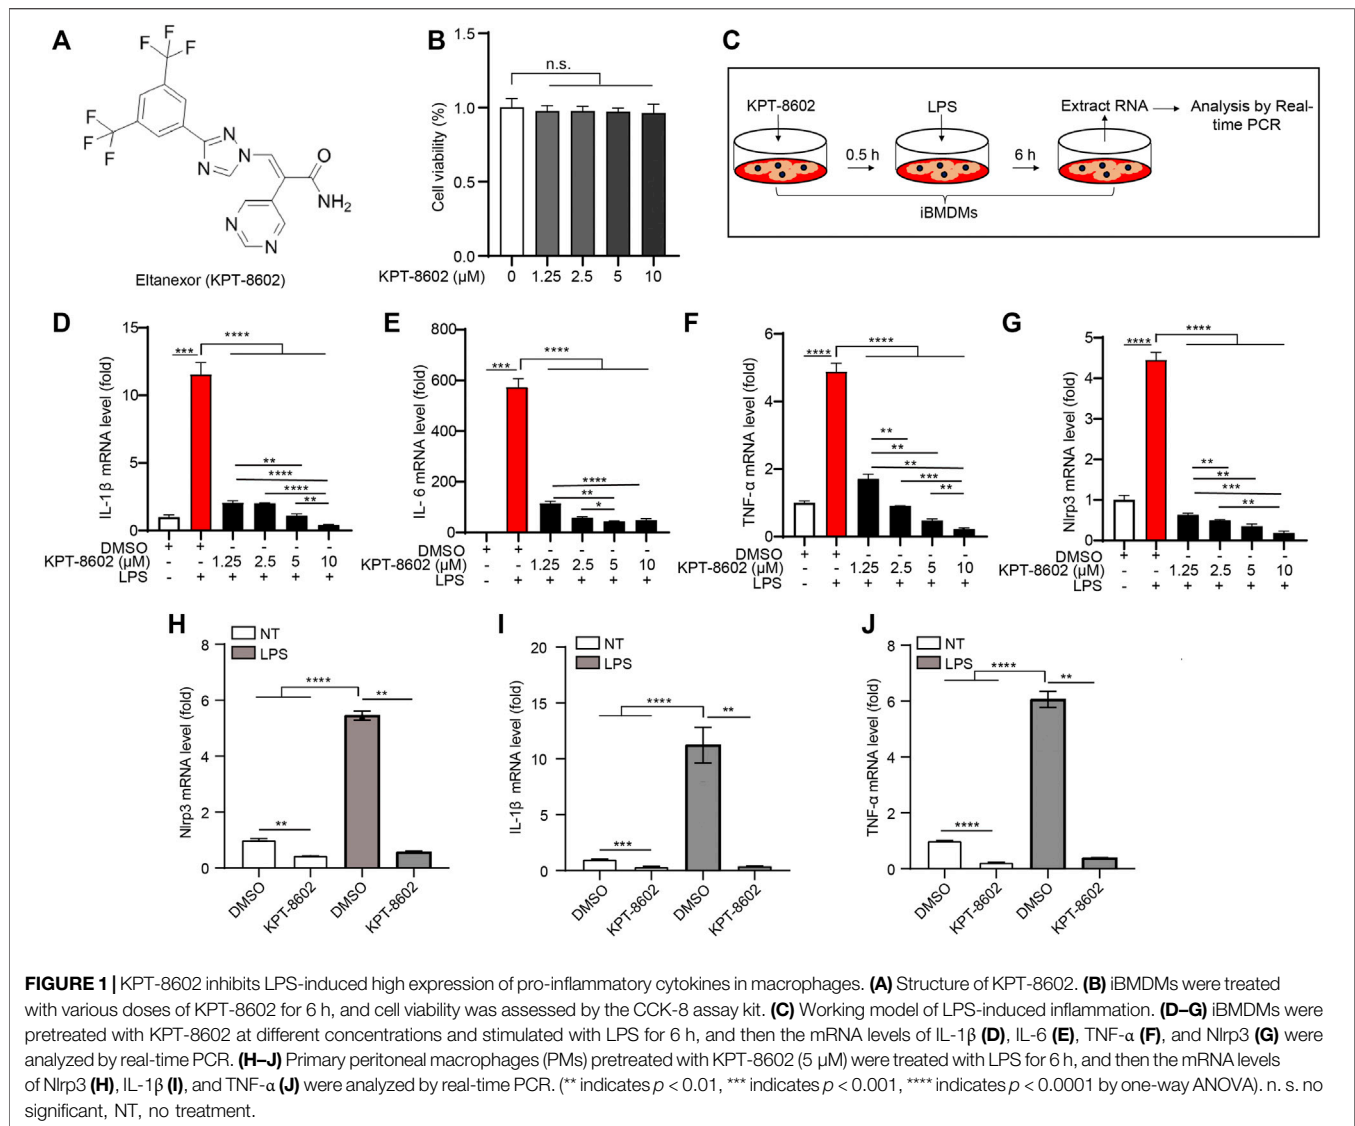 A
F
F
F
F
F
F
N
N
N
O
NH2
N
N
Eltanexor (KPT-8602)
B
Cell viability (%)
1.5
1.0
0.5
0.0
n.s.
KPT-8602 (μM) 0 1.25 2.5 5 10
C
KPT-8602 LPS Extract RNA Analysis by Real-
time PCR
0.5 h 6 h
iBMDMs
D
IL-1β mRNA level (fold)
15
10
5
0
*** ****
**
****
****
**
DMSO + + - - - -
KPT-8602 (μM) 1.25 2.5 5 10
LPS - + + + + +
E
IL- 6 mRNA level (fold)
800
600
400
200
0
*** ****
****
**
*
DMSO + + - - - -
KPT-8602 (μM) 1.25 2.5 5 10
LPS - + + + + +
F
TNF-α mRNA level (fold)
6
4
2
0
**** ****
**
**
**
***
**
DMSO + + - - - -
KPT-8602 (μM) 1.25 2.5 5 10
LPS - + + + + +
G
Nlrp3 mRNA level (fold)
5
4
3
2
1
0
**** ****
**
**
***
**
DMSO + + - - - -
KPT-8602 (μM) - - 1.25 2.5 5 10
LPS - + + + + +
H
NT
LPS
Nlrp3 mRNA level (fold)
8
6
4
2
0
**** **
**
DMSO KPT-8602 DMSO KPT-8602
I
NT
LPS
IL-1β mRNA level (fold)
20
15
10
5
0
**** **
***
DMSO KPT-8602 DMSO KPT-8602
J
NT
LPS
TNF-α mRNA level (fold)
8
6
4
2
0
**** **
****
DMSO KPT-8602 DMSO KPT-8602
FIGURE 1 | KPT-8602 inhibits LPS-induced high expression of pro-inflammatory cytokines in macrophages. (A) Structure of KPT-8602. (B) iBMDMs were treated
with various doses of KPT-8602 for 6 h, and cell viability was assessed by the CCK-8 assay kit. (C) Working model of LPS-induced inflammation. (D–G) iBMDMs were
pretreated with KPT-8602 at different concentrations and stimulated with LPS for 6 h, and then the mRNA levels of IL-1β (D), IL-6 (E), TNF-α (F), and Nlrp3 (G) were
analyzed by real-time PCR. (H–J) Primary peritoneal macrophages (PMs) pretreated with KPT-8602 (5 μM) were treated with LPS for 6 h, and then the mRNA levels
of Nlrp3 (H), IL-1β (I), and TNF-α (J) were analyzed by real-time PCR. (** indicates p < 0.01, *** indicates p < 0.001, **** indicates p < 0.0001 by one-way ANOVA). n. s. no
significant, NT, no treatment.